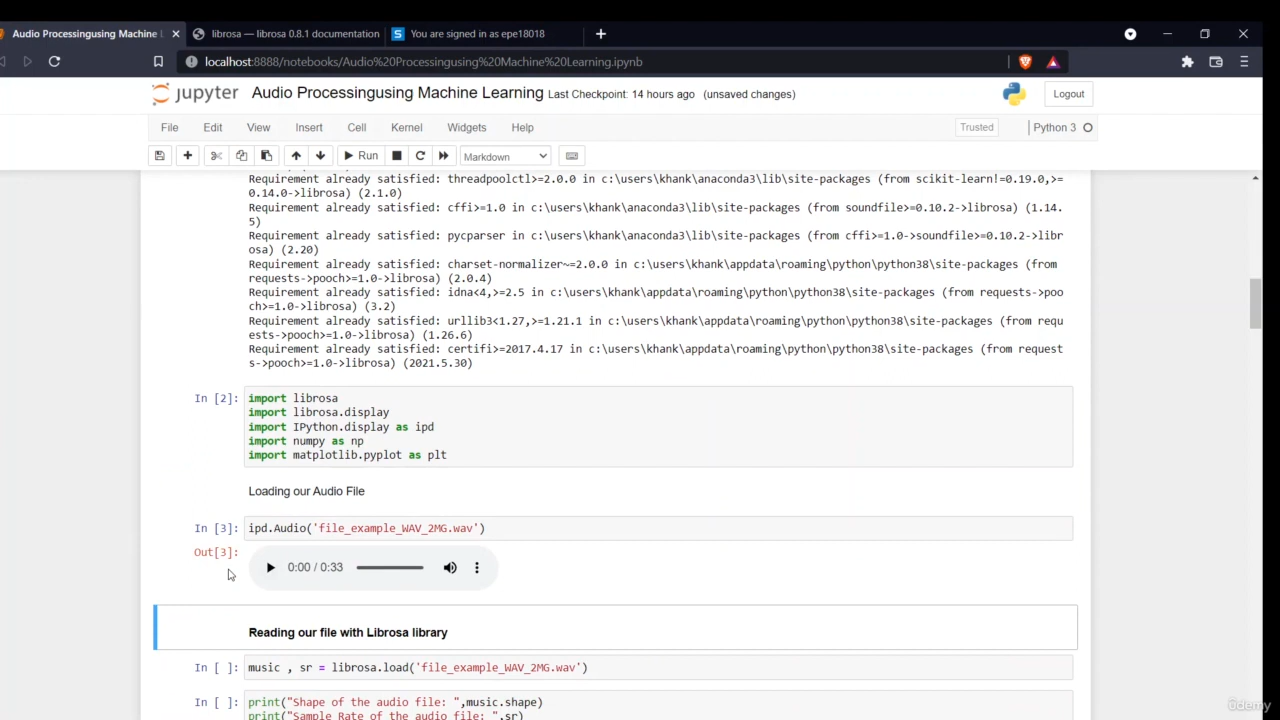 Audio Processingusing Machine L
librosa — librosa 0.8.1 documentation
S You are signed in as epe18018
localhost:8888/notebooks/Audio%20Processingusing%20Machine%20Learning.ipynb
jupyter Audio Processingusing Machine Learning Last Checkpoint: 14 hours ago (unsaved changes)
Logout
File Edit View Insert Cell Kernel Widgets Help
Trusted
Python 3
Run
Markdown
Requirement already satisfied: threadpoolctl>=2.0.0 in c:\users\khank\anaconda3\lib\site-packages (from scikit-learn!=0.19.0,>=
0.14.0->librosa) (2.1.0)
Requirement already satisfied: cffi>=1.0 in c:\users\khank\anaconda3\lib\site-packages (from soundfile>=0.10.2->librosa) (1.14.
5)
Requirement already satisfied: pycparser in c:\users\khank\anaconda3\lib\site-packages (from cffi>=1.0->soundfile>=0.10.2->libr
osa) (2.20)
Requirement already satisfied: charset-normalizer~=2.0.0 in c:\users\khank\appdata\roaming\python\python38\site-packages (from
requests->pooch>=1.0->librosa) (2.0.4)
Requirement already satisfied: idna<4,>=2.5 in c:\users\khank\appdata\roaming\python\python38\site-packages (from requests->poo
ch>=1.0->librosa) (3.2)
Requirement already satisfied: urllib3<1.27,>=1.21.1 in c:\users\khank\appdata\roaming\python\python38\site-packages (from requ
ests->pooch>=1.0->librosa) (1.26.6)
Requirement already satisfied: certifi>=2017.4.17 in c:\users\khank\appdata\roaming\python\python38\site-packages (from request
s->pooch>=1.0->librosa) (2021.5.30)
In [2]: import librosa
import librosa.display
import IPython.display as ipd
import numpy as np
import matplotlib.pyplot as plt
Loading our Audio File
In [3]: ipd.Audio('file_example_WAV_2MG.wav')
Out[3]:
0:00 / 0:33
Reading our file with Librosa library
In [ ]: music , sr = librosa.load('file_example_WAV_2MG.wav')
In [ ]: print("Shape of the audio file: ",music.shape)
print("Sample Rate of the audio file: ",sr)
ûdemy